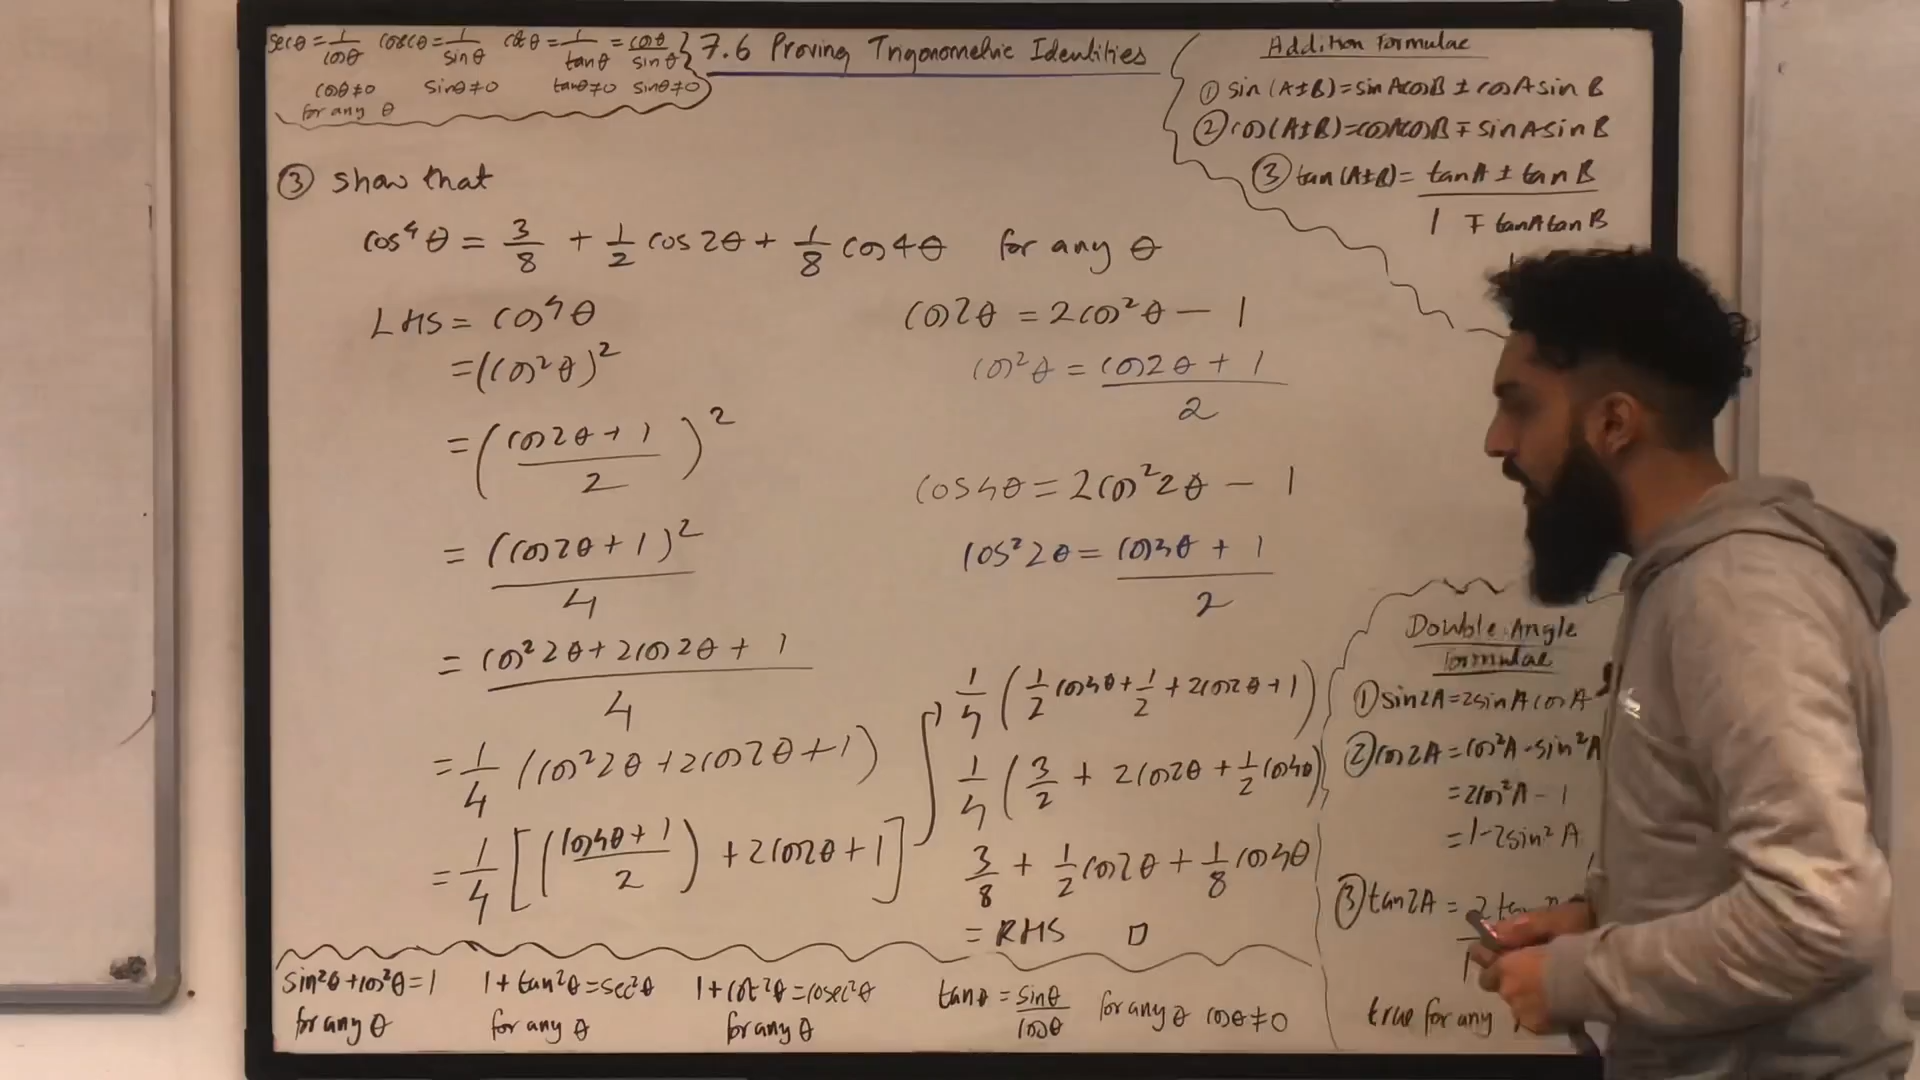 secθ = 1/cosθ cosecθ = 1/sinθ cotθ = 1/tanθ = cosθ/sinθ
cosθ≠0 sinθ≠0 tanθ≠0 sinθ≠0
for any θ
7.6 Proving Trigonometric Identities
Addition Formulae
① sin(A±B)=sinAcosB ± cosAsinB
② cos(A±B)=cosAcosB ∓ sinAsinB
③ tan(A±B)= (tanA ± tanB)/(1 ∓ tanAtanB)
③ show that
cos⁴θ = 3/8 + 1/2 cos2θ + 1/8 cos4θ for any θ
LHS = cos⁴θ
=(cos²θ)²
=((cos2θ+1)/2)²
= (cos2θ+1)²/4
= (cos²2θ+2cos2θ+1)/4
= 1/4 (cos²2θ+2cos2θ+1)
= 1/4 [((cos4θ+1)/2) + 2cos2θ+1]
cos2θ = 2cos²θ − 1
cos²θ = (cos2θ + 1)/2
cos4θ = 2cos²2θ − 1
cos²2θ = (cos4θ + 1)/2
1/4 (1/2 cos4θ + 1/2 + 2cos2θ+1)
1/4 (3/2 + 2cos2θ + 1/2 cos4θ)
3/8 + 1/2 cos2θ + 1/8 cos4θ
= RHS □
Double Angle
Formulae
① sin2A=2sinAcosA
② cos2A=cos²A-sin²A
=2cos²A-1
=1-2sin²A
③ tan2A = 2tan
1
true for any
sin²θ+cos²θ=1 1+tan²θ=sec²θ 1+cot²θ=cosec²θ tanθ = sinθ/cosθ for any θ cosθ≠0
for any θ for any θ for any θ